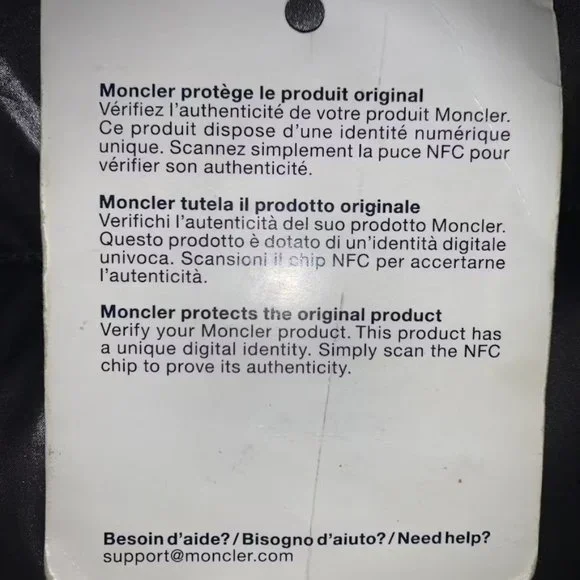 Moncler protège le produit original
Vérifiez l'authenticité de votre produit Moncler.
Ce produit dispose d'une identité numérique
unique. Scannez simplement la puce NFC pour
vérifier son authenticité.
Moncler tutela il prodotto originale
Verifichi l'autenticità del suo prodotto Moncler.
Questo prodotto è dotato di un'identità digitale
univoca. Scansioni il chip NFC per accertarne
l'autenticità.
Moncler protects the original product
Verify your Moncler product. This product has
a unique digital identity. Simply scan the NFC
chip to prove its authenticity.
Besoin d'aide?/Bisogno d'aiuto?/Need help?
support@moncler.com